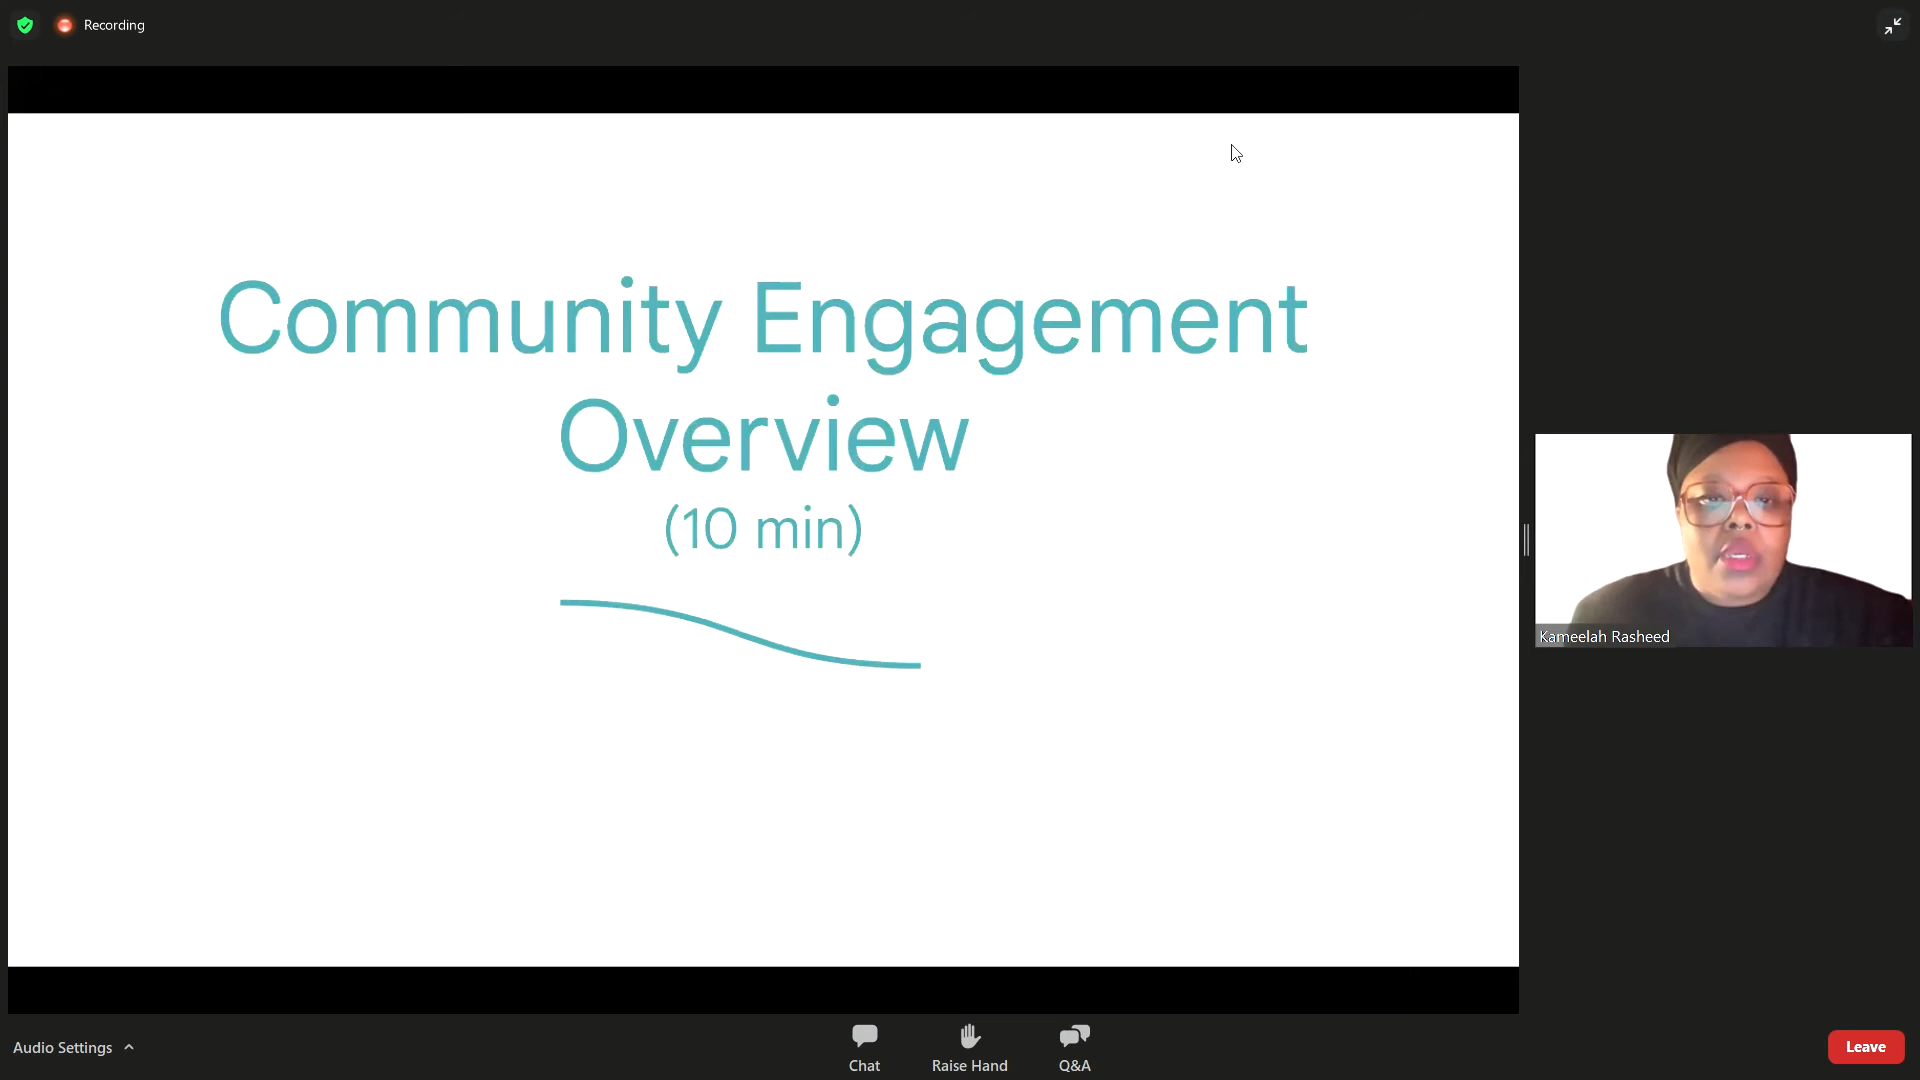 Recording
Community Engagement
Overview
(10 min)
Kameelah Rasheed
Audio Settings
Chat
Raise Hand
Q&A
Leave